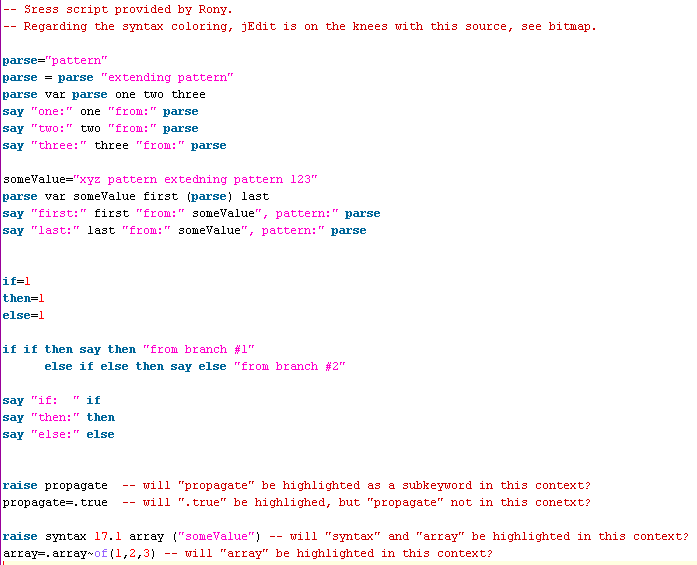 -- Sress script provided by Rony.
-- Regarding the syntax coloring, jEdit is on the knees with this source, see bitmap.
parse="pattern"
parse = parse "extending pattern"
parse var parse one two three
say "one:" one "from:" parse
say "two:" two "from:" parse
say "three:" three "from:" parse
someValue="xyz pattern extedning pattern 123"
parse var someValue first (parse) last
say "first:" first "from:" someValue", pattern:" parse
say "last:" last "from:" someValue", pattern:" parse
if=1
then=1
else=1
if if then say then "from branch #1"
else if else then say else "from branch #2"
say "if:  " if
say "then:" then
say "else:" else
raise propagate  -- will "propagate" be highlighted as a subkeyword in this context?
propagate=.true  -- will ".true" be highlighed, but "propagate" not in this conetxt?
raise syntax 17.1 array ("someValue") -- will "syntax" and "array" be highlighted in this context?
array=.array~of(1,2,3) -- will "array" be highlighted in this context?